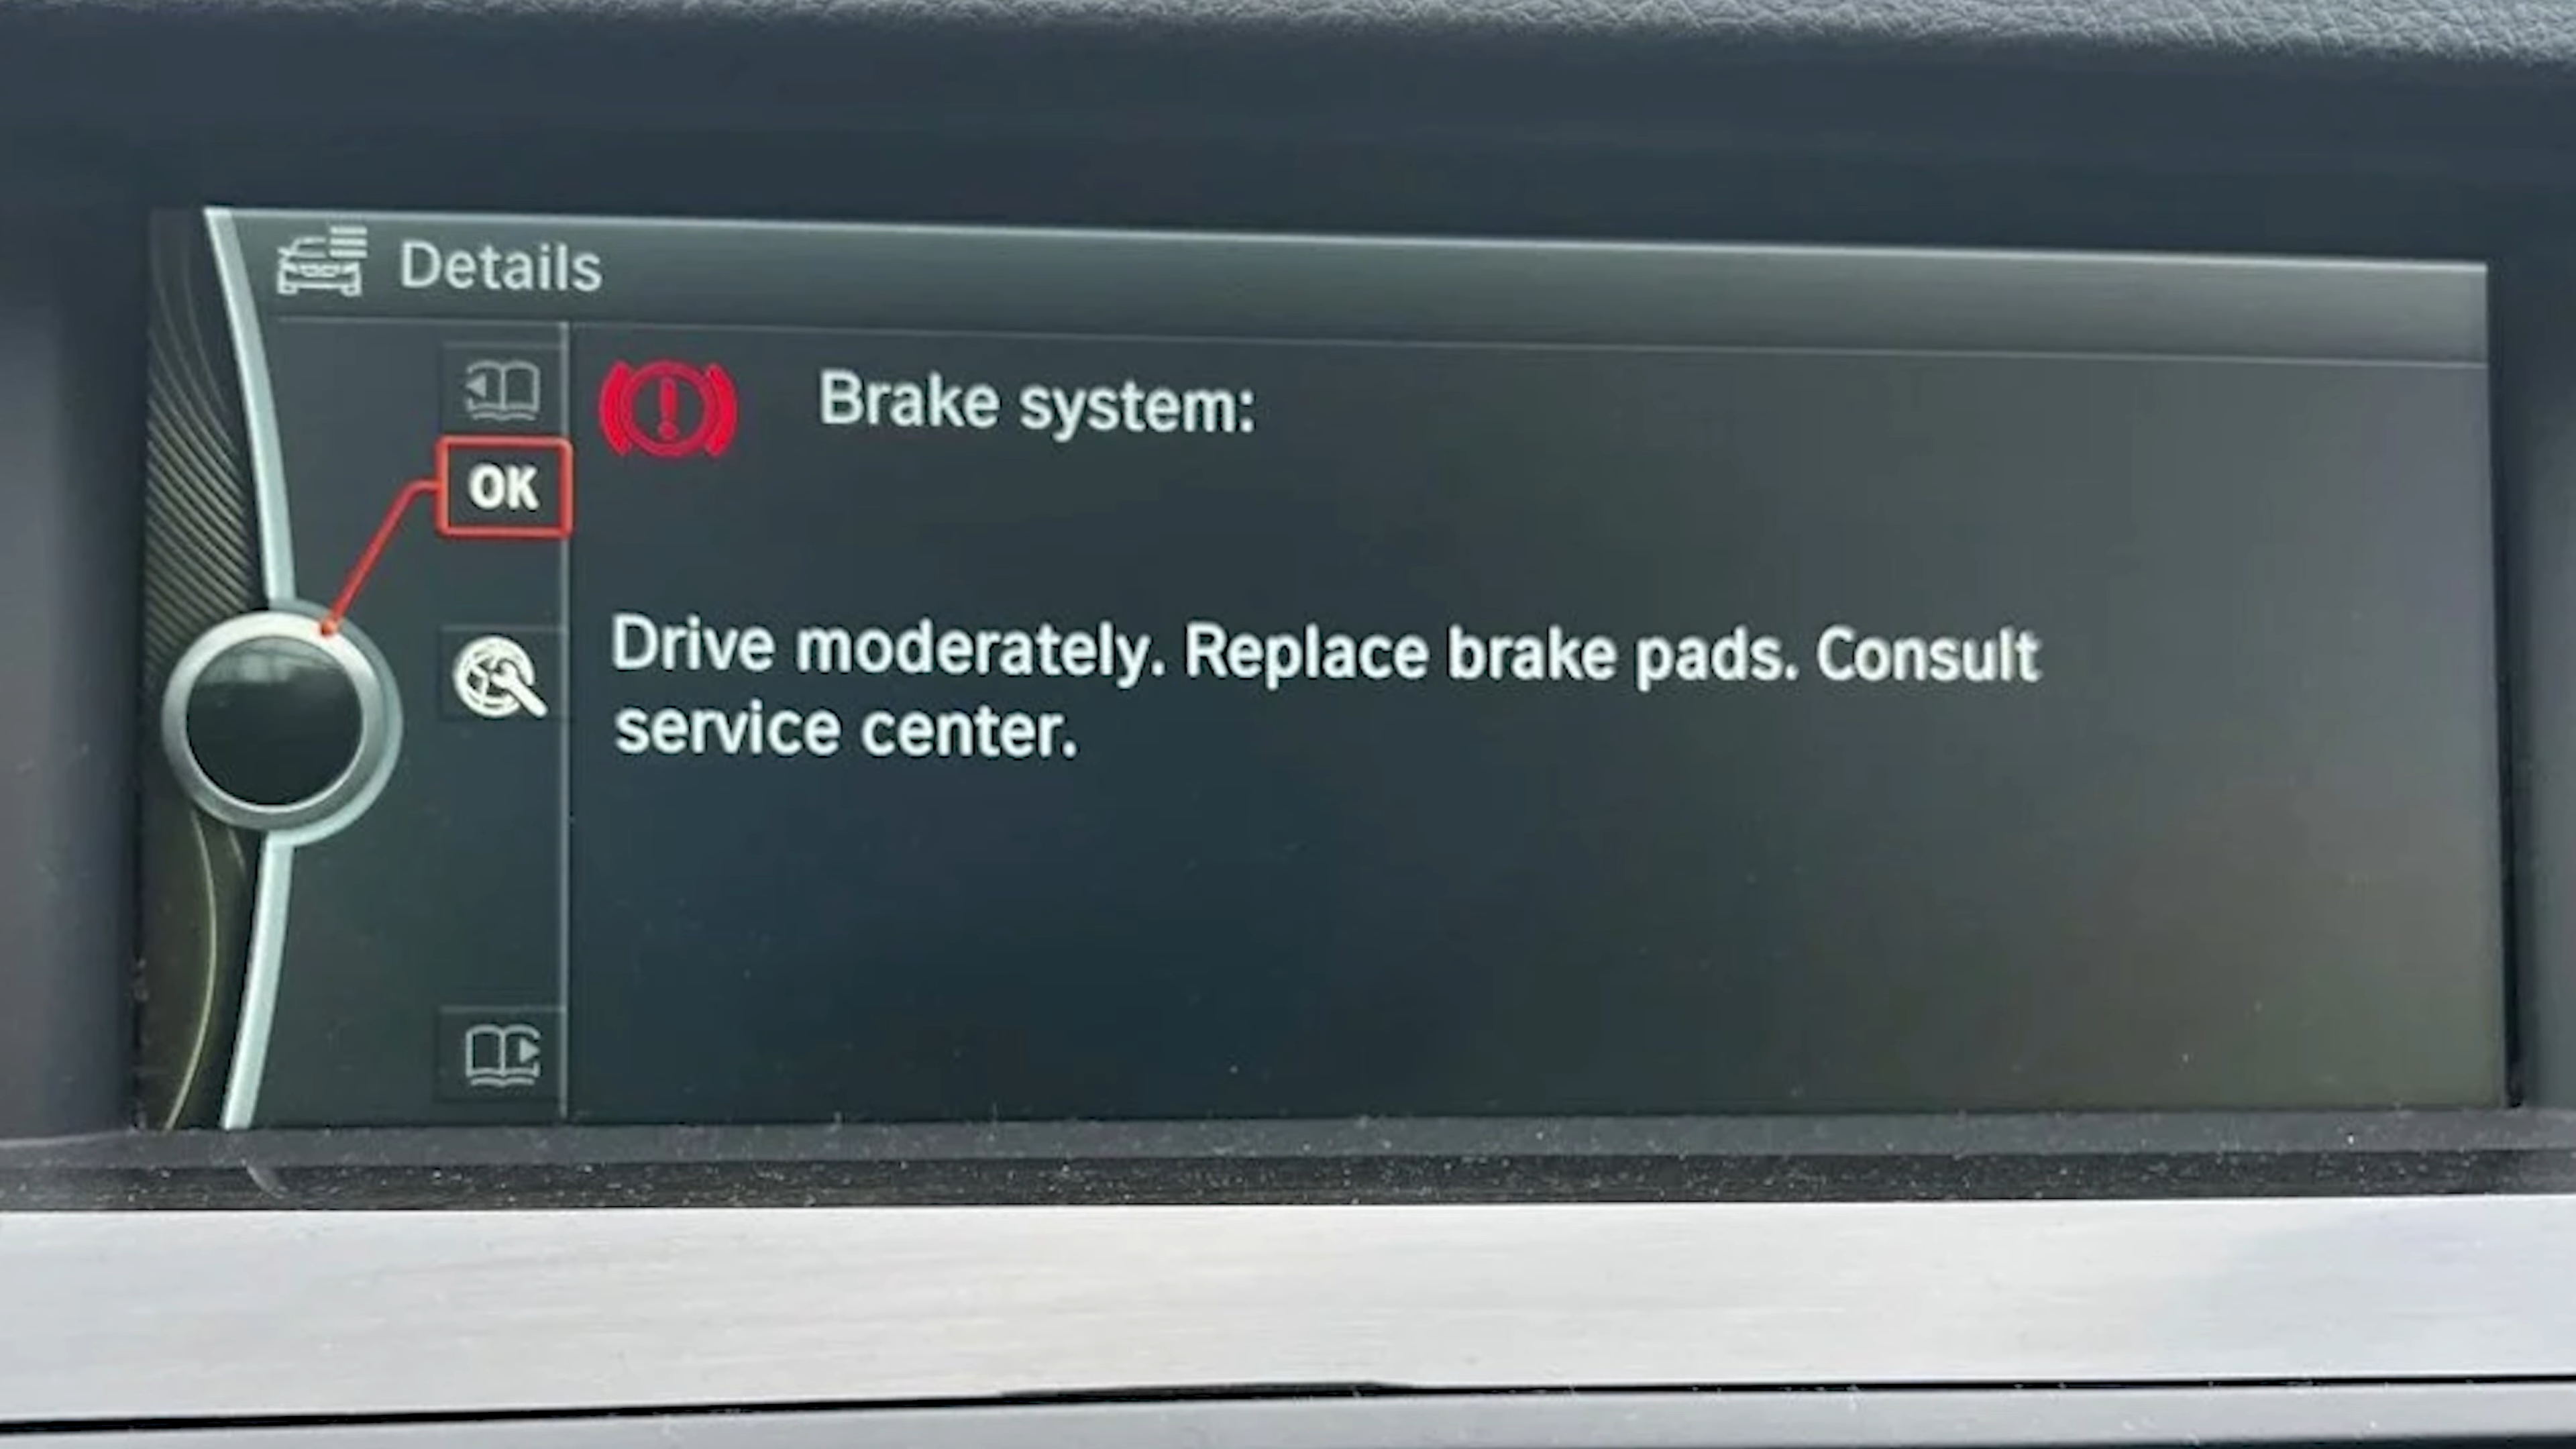 Details
Brake system:
OK
Drive moderately. Replace brake pads. Consult
service center.